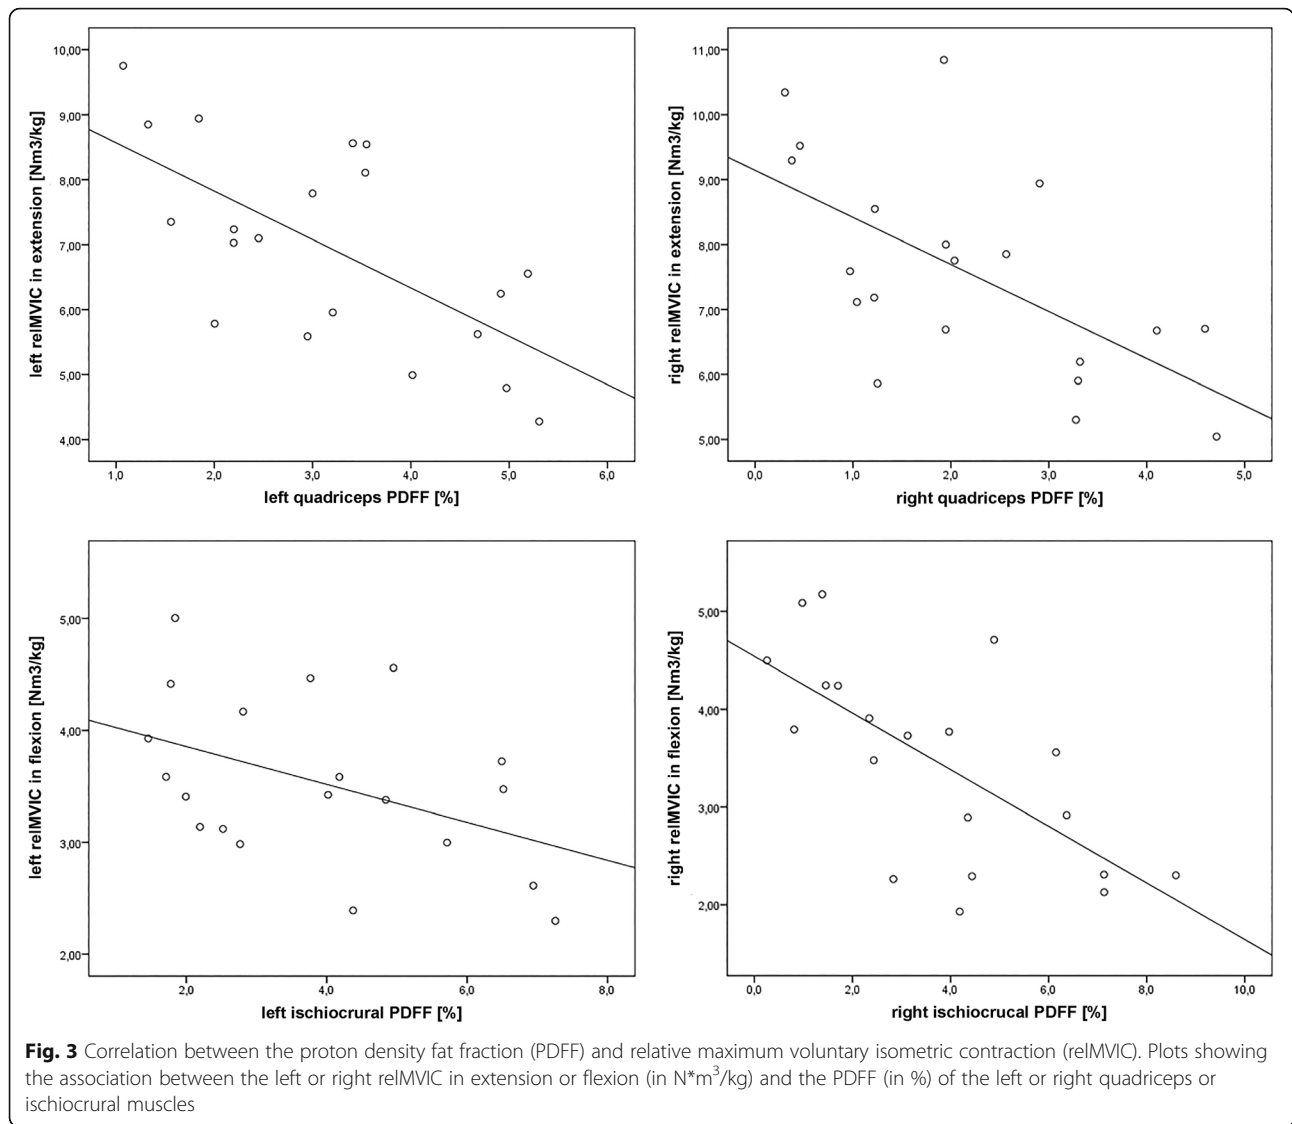 10,00
9,00
8,00
7,00
6,00
5,00
4,00
left relMVIC in extension [Nm3/kg]
1,0 2,0 3,0 4,0 5,0 6,0
left quadriceps PDFF [%]
11,00
10,00
9,00
8,00
7,00
6,00
5,00
right relMVIC in extension [Nm3/kg]
0,0 1,0 2,0 3,0 4,0 5,0
right quadriceps PDFF [%]
5,00
4,00
3,00
2,00
left relMVIC in flexion [Nm3/kg]
2,0 4,0 6,0 8,0
left ischiocrural PDFF [%]
5,00
4,00
3,00
2,00
right relMVIC in flexion [Nm3/kg]
0,0 2,0 4,0 6,0 8,0 10,0
right ischiocrucal PDFF [%]
Fig. 3 Correlation between the proton density fat fraction (PDFF) and relative maximum voluntary isometric contraction (relMVIC). Plots showing
the association between the left or right relMVIC in extension or flexion (in N*m³/kg) and the PDFF (in %) of the left or right quadriceps or
ischiocrural muscles